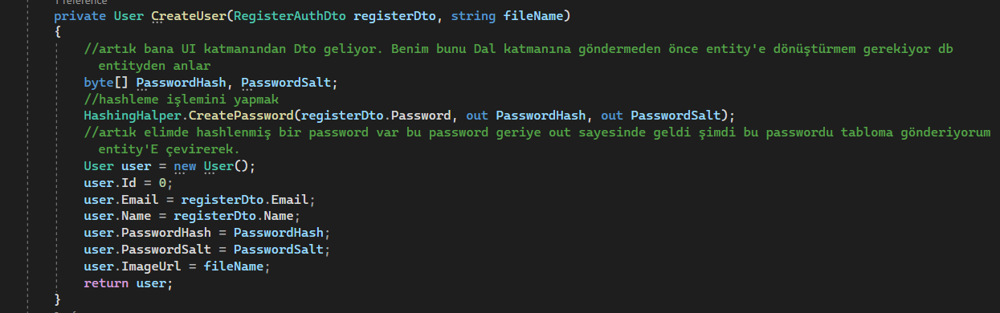 1 reference
private User CreateUser(RegisterAuthDto registerDto, string fileName)
{
//artık bana UI katmanından Dto geliyor. Benim bunu Dal katmanına göndermeden önce entity'e dönüştürmem gerekiyor db
entityden anlar
byte[] PasswordHash, PasswordSalt;
//hashleme işlemini yapmak
HashingHalper.CreatePassword(registerDto.Password, out PasswordHash, out PasswordSalt);
//artık elimde hashlenmiş bir password var bu password geriye out sayesinde geldi şimdi bu passwordu tabloma gönderiyorum
entity'E çevirerek.
User user = new User();
user.Id = 0;
user.Email = registerDto.Email;
user.Name = registerDto.Name;
user.PasswordHash = PasswordHash;
user.PasswordSalt = PasswordSalt;
user.ImageUrl = fileName;
return user;
}